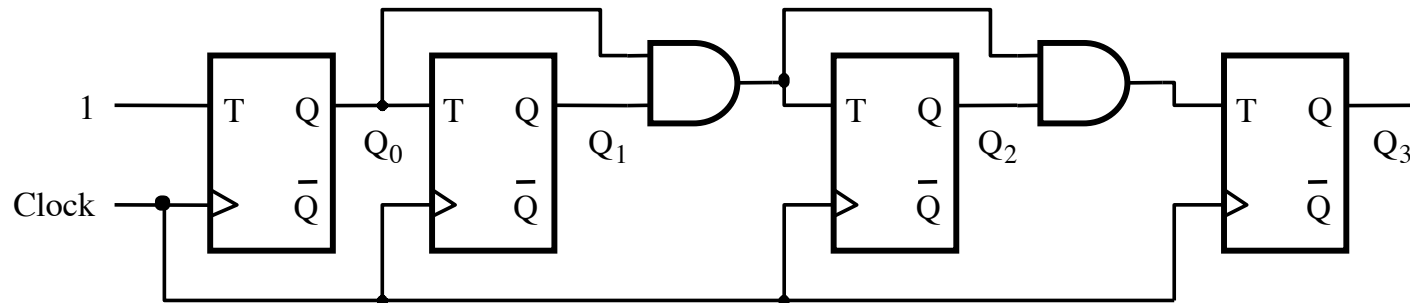 1 T Q T Q T Q T Q
Q₀ Q₁ Q₂ Q₃
Clock Q̅ Q̅ Q̅ Q̅